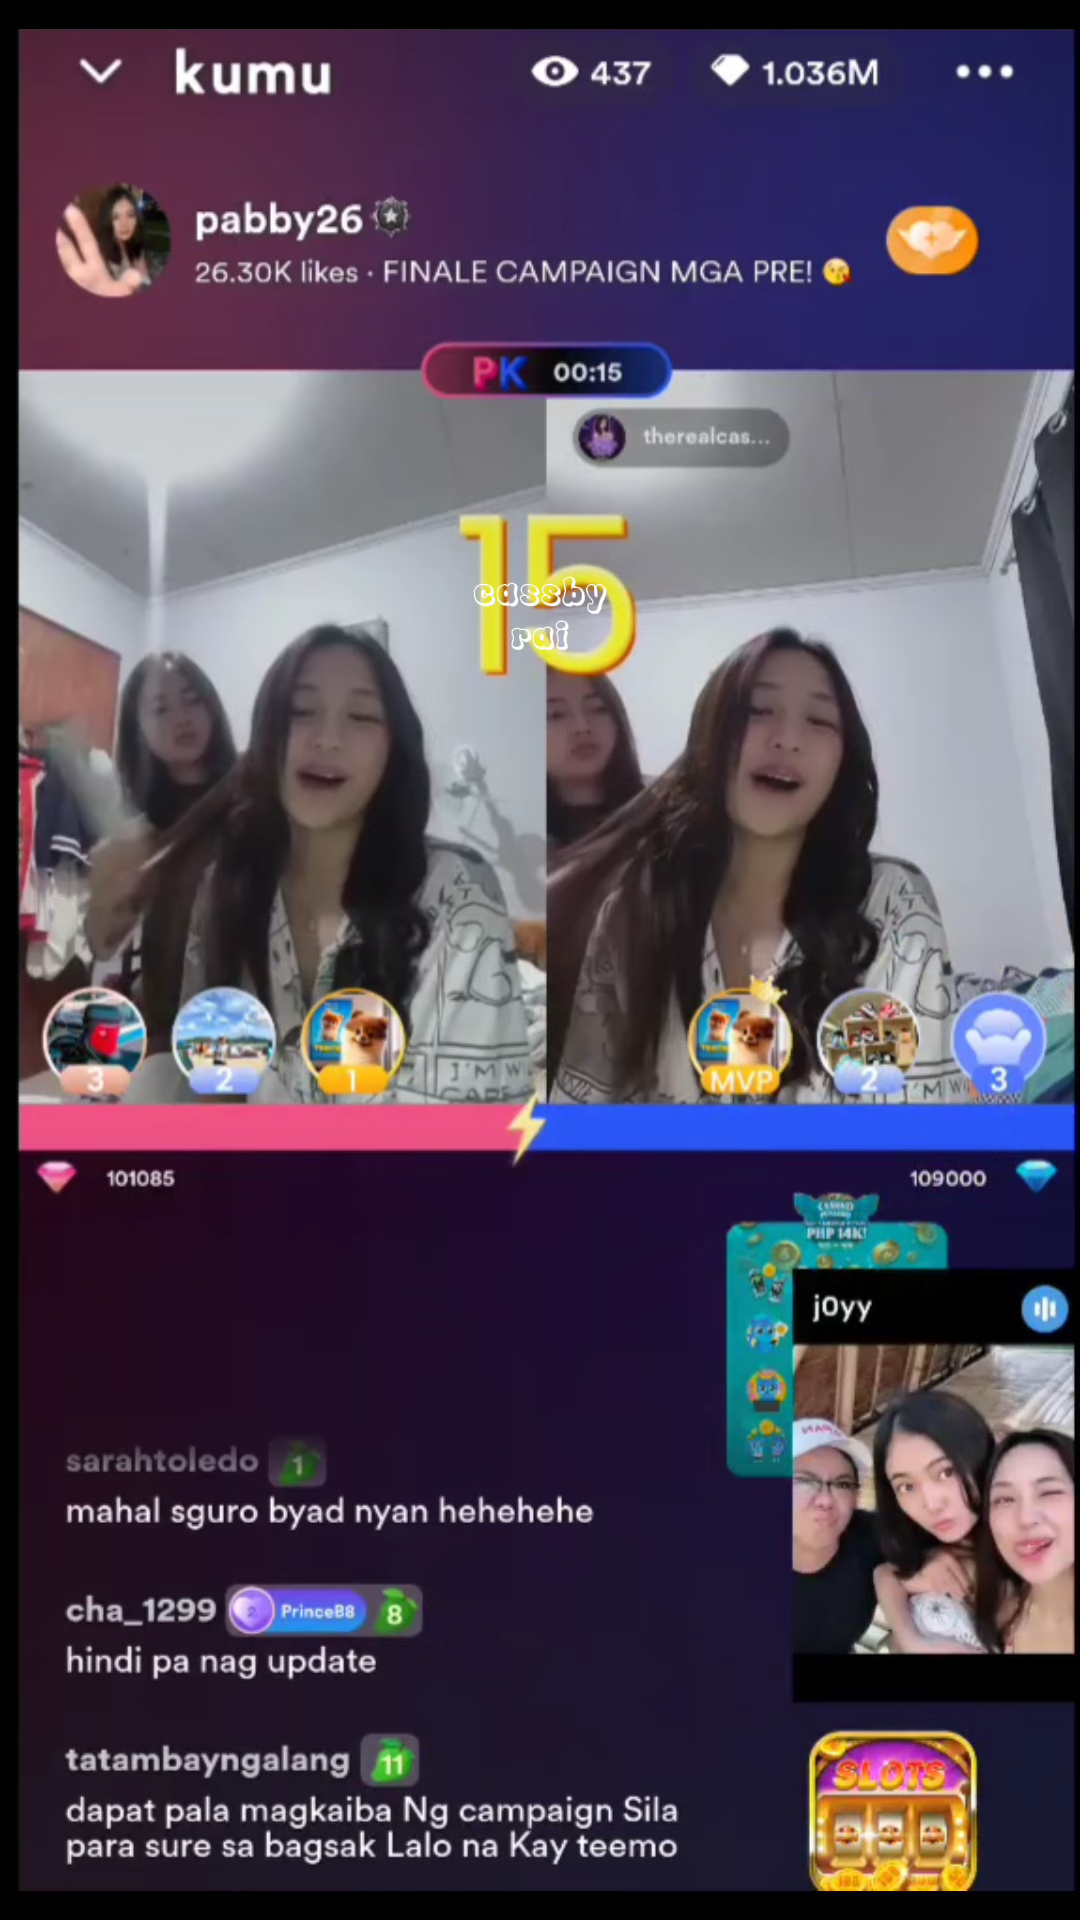 kumu 437 1.036M
pabby26
26.30K likes · FINALE CAMPAIGN MGA PRE! 😘
PK 00:15
therealcas...
15
cassby
rai
3 2 1 MVP 2 3
I'M
101085 109000
PHP 14K!
j0yy
sarahtoledo 1
mahal sguro byad nyan hehehehe
cha_1299 2 PrinceB8 8
hindi pa nag update
tatambayngalang 11
dapat pala magkaiba Ng campaign Sila
para sure sa bagsak Lalo na Kay teemo
SLOTS